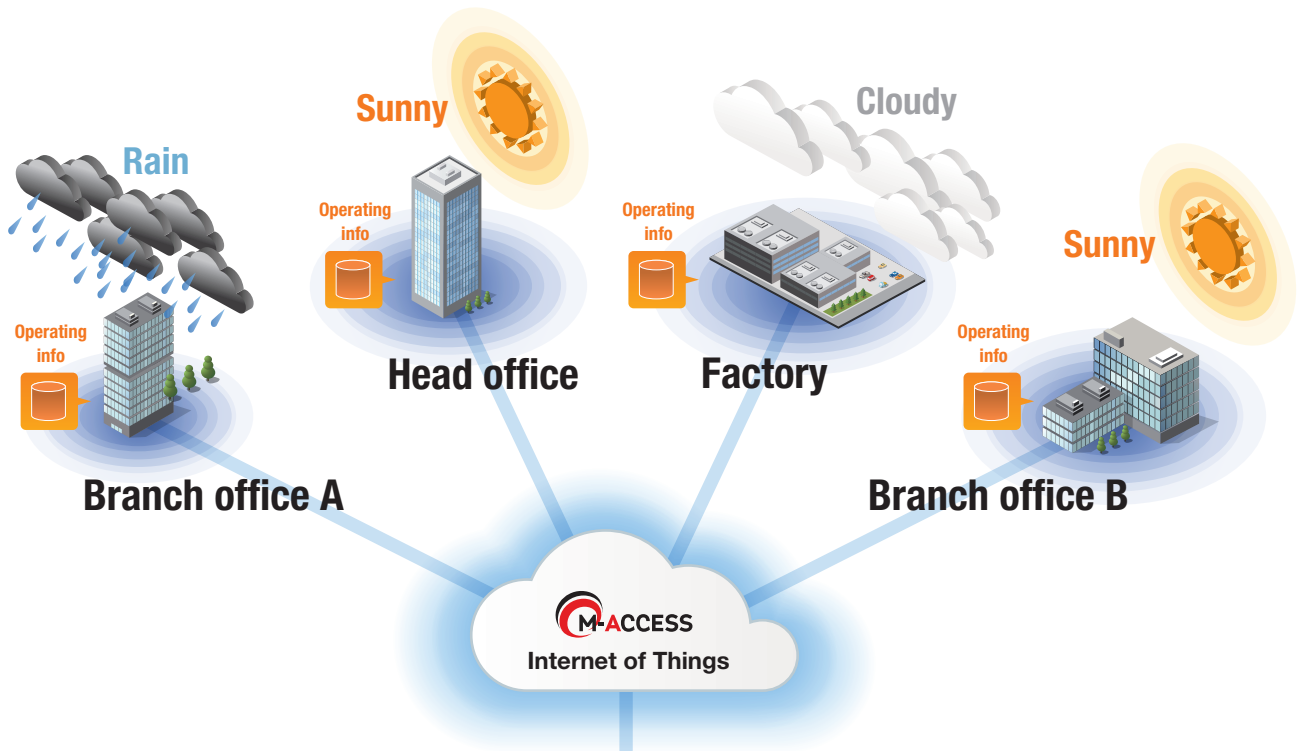 Rain
Operating
info
Branch office A
Sunny
Operating
info
Head office
Cloudy
Operating
info
Factory
Sunny
Operating
info
Branch office B
M-ACCESS
Internet of Things